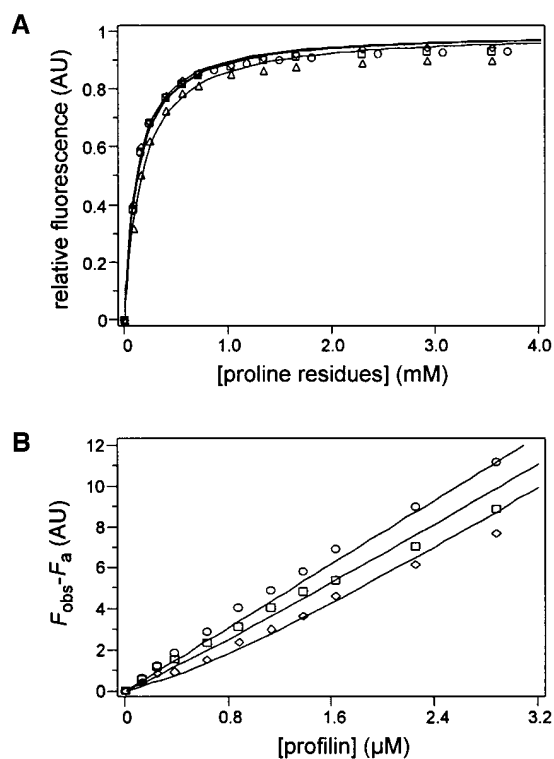 A
relative fluorescence (AU)
1
0.8
0.6
0.4
0.2
0
0 1.0 2.0 3.0 4.0
[proline residues] (mM)
B
Fobs-Fa (AU)
12
10
8
6
4
2
0
0 0.8 1.6 2.4 3.2
[profilin] (µM)